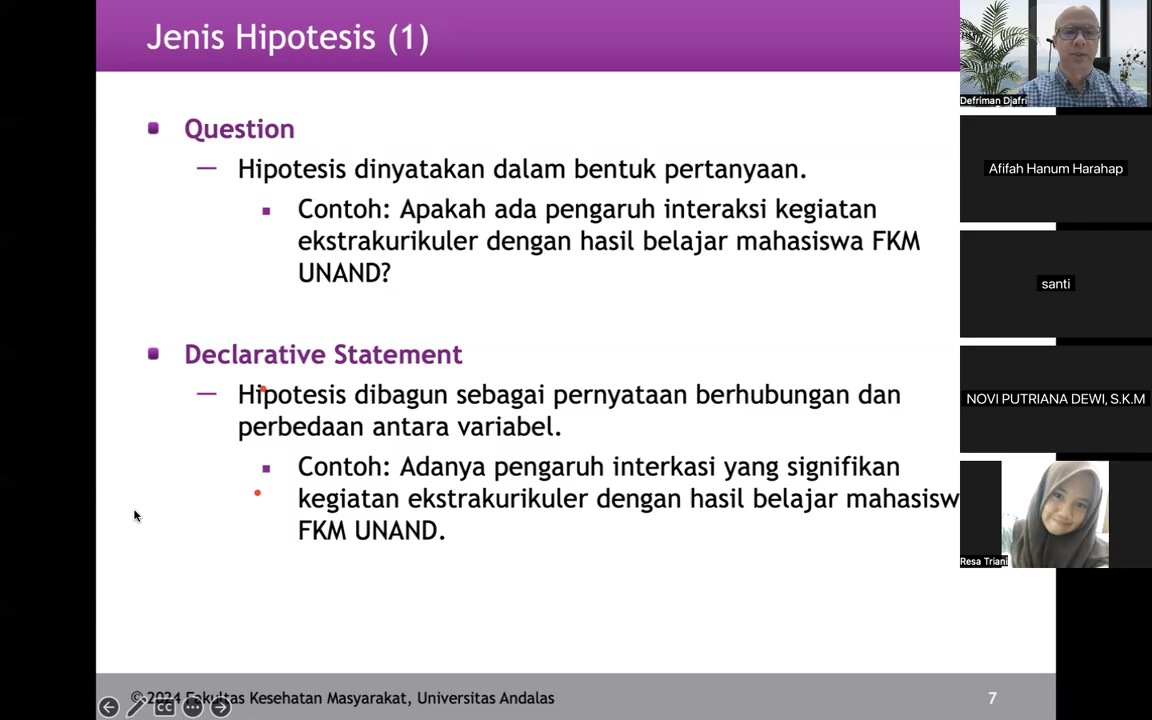 Jenis Hipotesis (1)
Question
Hipotesis dinyatakan dalam bentuk pertanyaan.
Contoh: Apakah ada pengaruh interaksi kegiatan
ekstrakurikuler dengan hasil belajar mahasiswa FKM
UNAND?
Declarative Statement
Hipotesis dibagun sebagai pernyataan berhubungan dan
perbedaan antara variabel.
Contoh: Adanya pengaruh interkasi yang signifikan
kegiatan ekstrakurikuler dengan hasil belajar mahasisw
FKM UNAND.
©2024 Fakultas Kesehatan Masyarakat, Universitas Andalas
7
CC
Defriman Djafri
Afifah Hanum Harahap
santi
NOVI PUTRIANA DEWI, S.K.M
Resa Triani